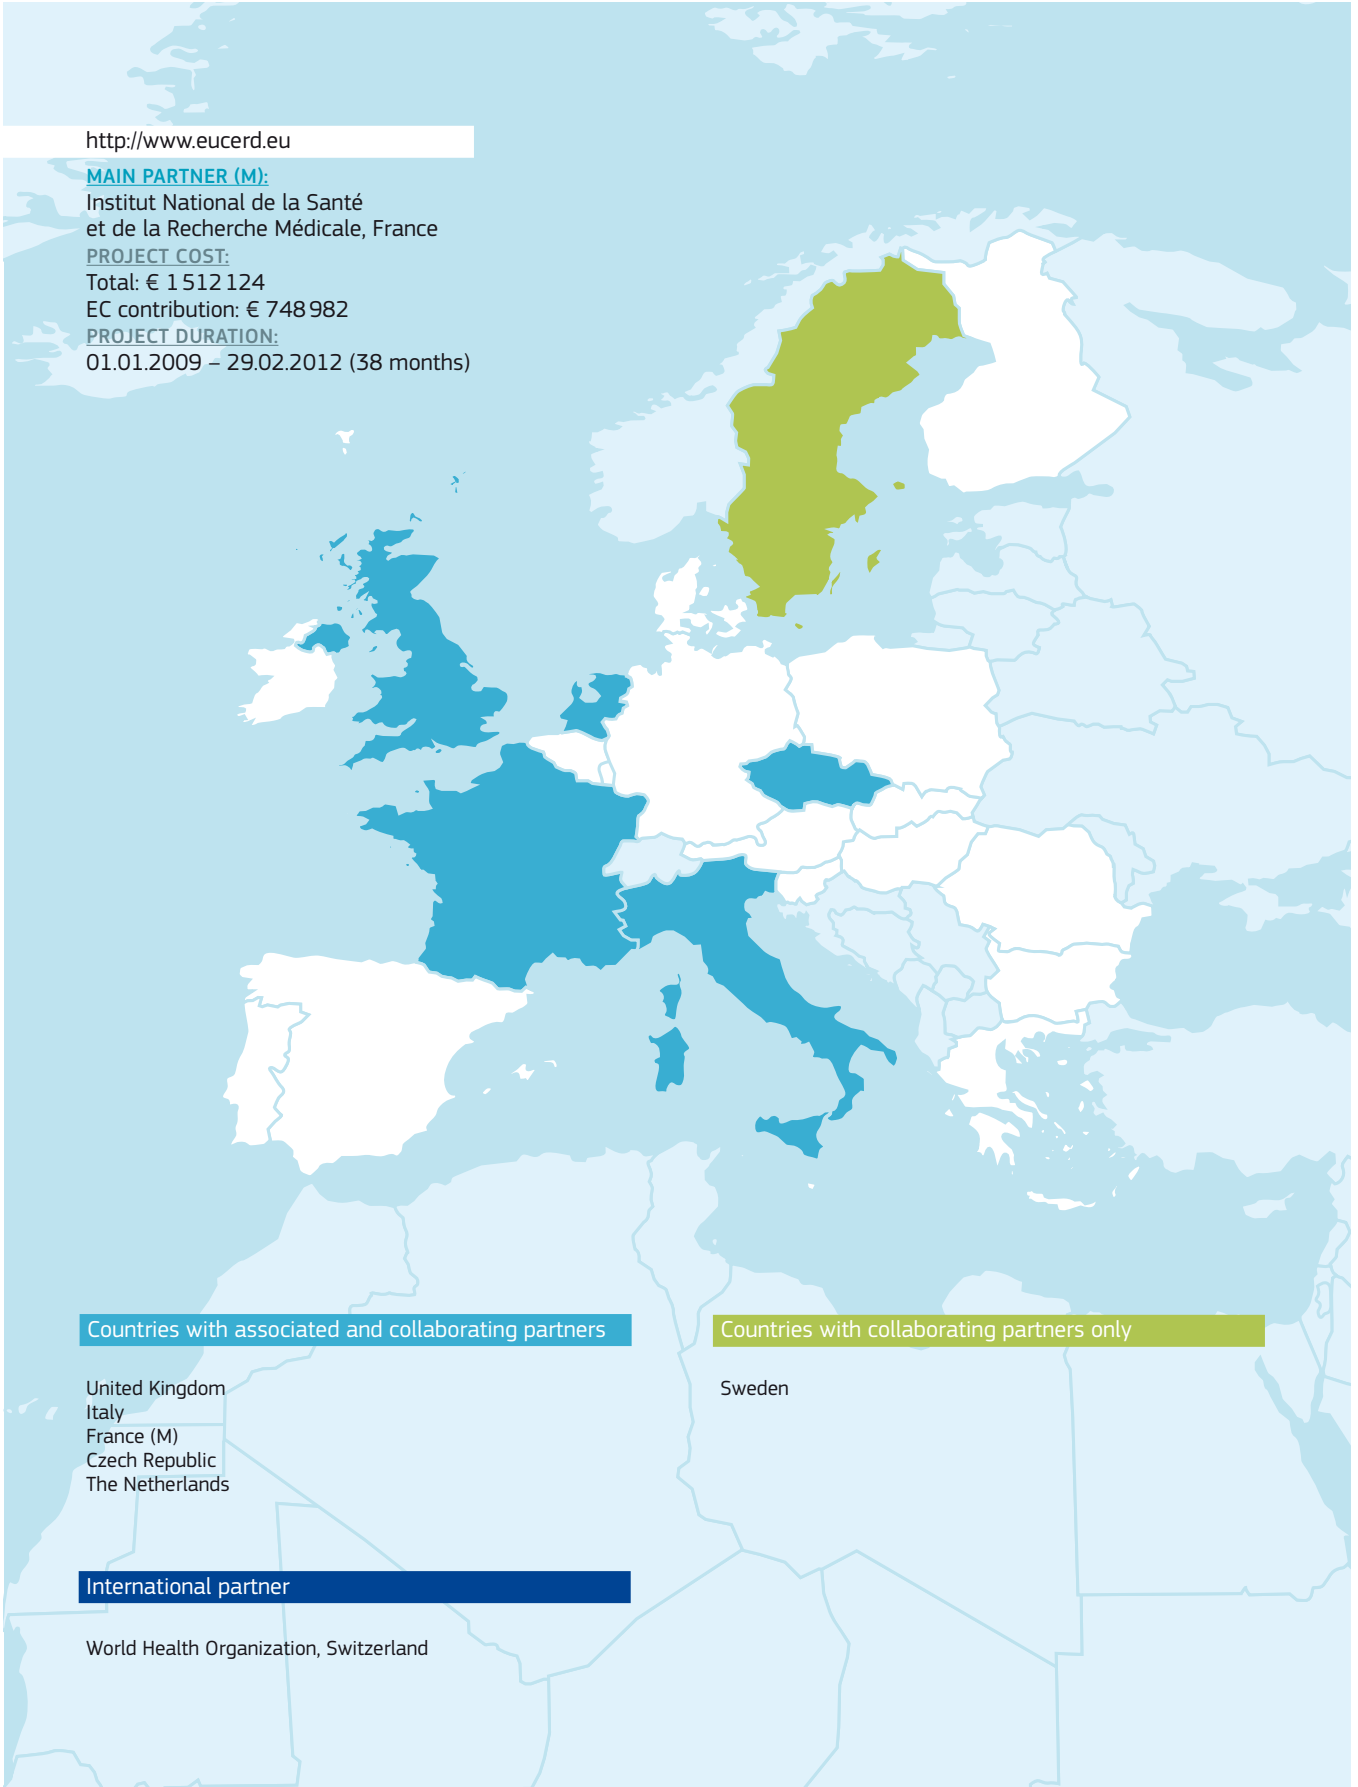 http://www.eucerd.eu
MAIN PARTNER (M):
Institut National de la Santé
et de la Recherche Médicale, France
PROJECT COST:
Total: € 1 512 124
EC contribution: € 748 982
PROJECT DURATION:
01.01.2009 – 29.02.2012 (38 months)
Countries with associated and collaborating partners
United Kingdom
Italy
France (M)
Czech Republic
The Netherlands
Countries with collaborating partners only
Sweden
International partner
World Health Organization, Switzerland